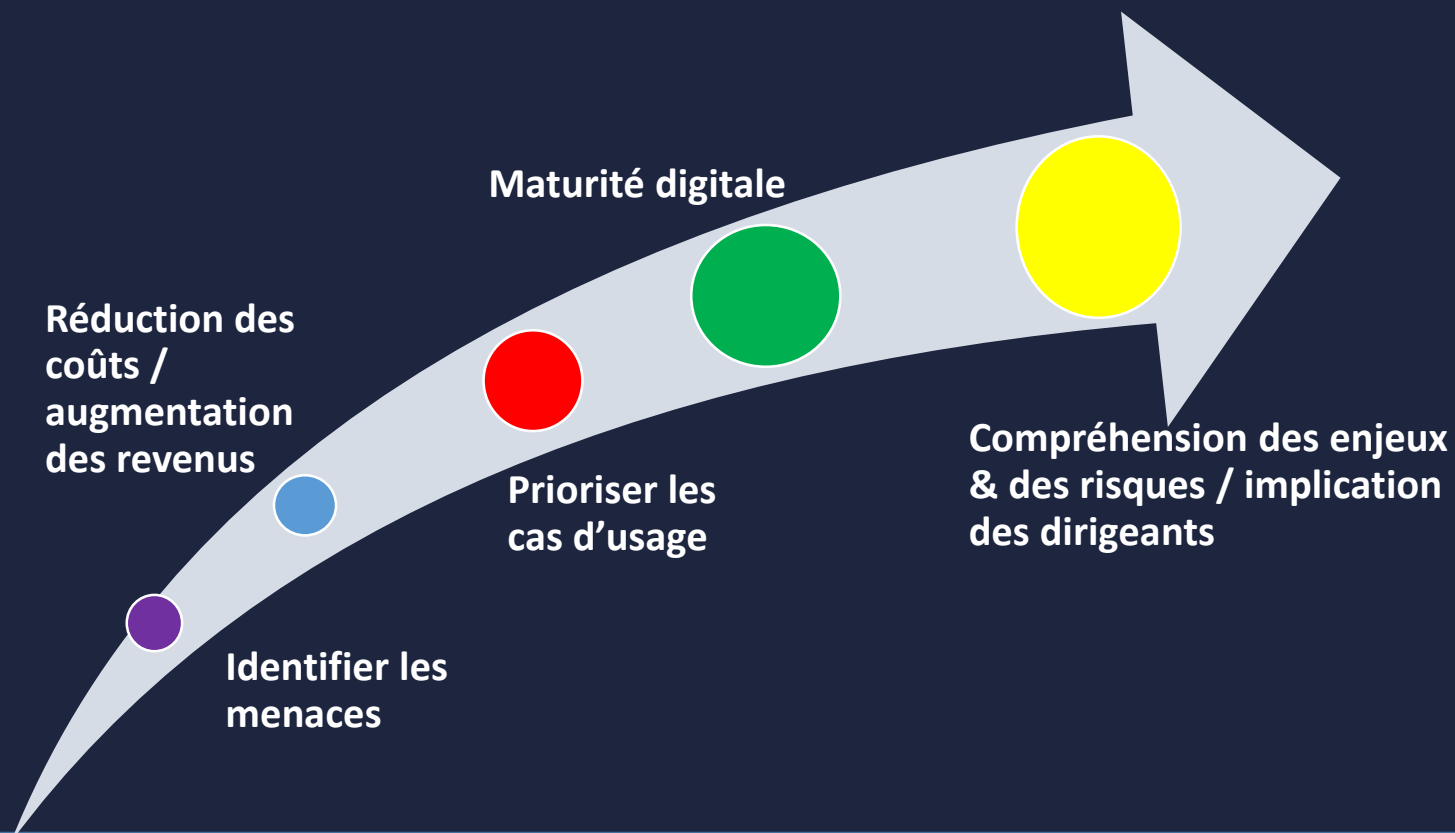 Maturité digitale
Réduction des
coûts /
augmentation
des revenus
Compréhension des enjeux
& des risques / implication
des dirigeants
Prioriser les
cas d’usage
Identifier les
menaces